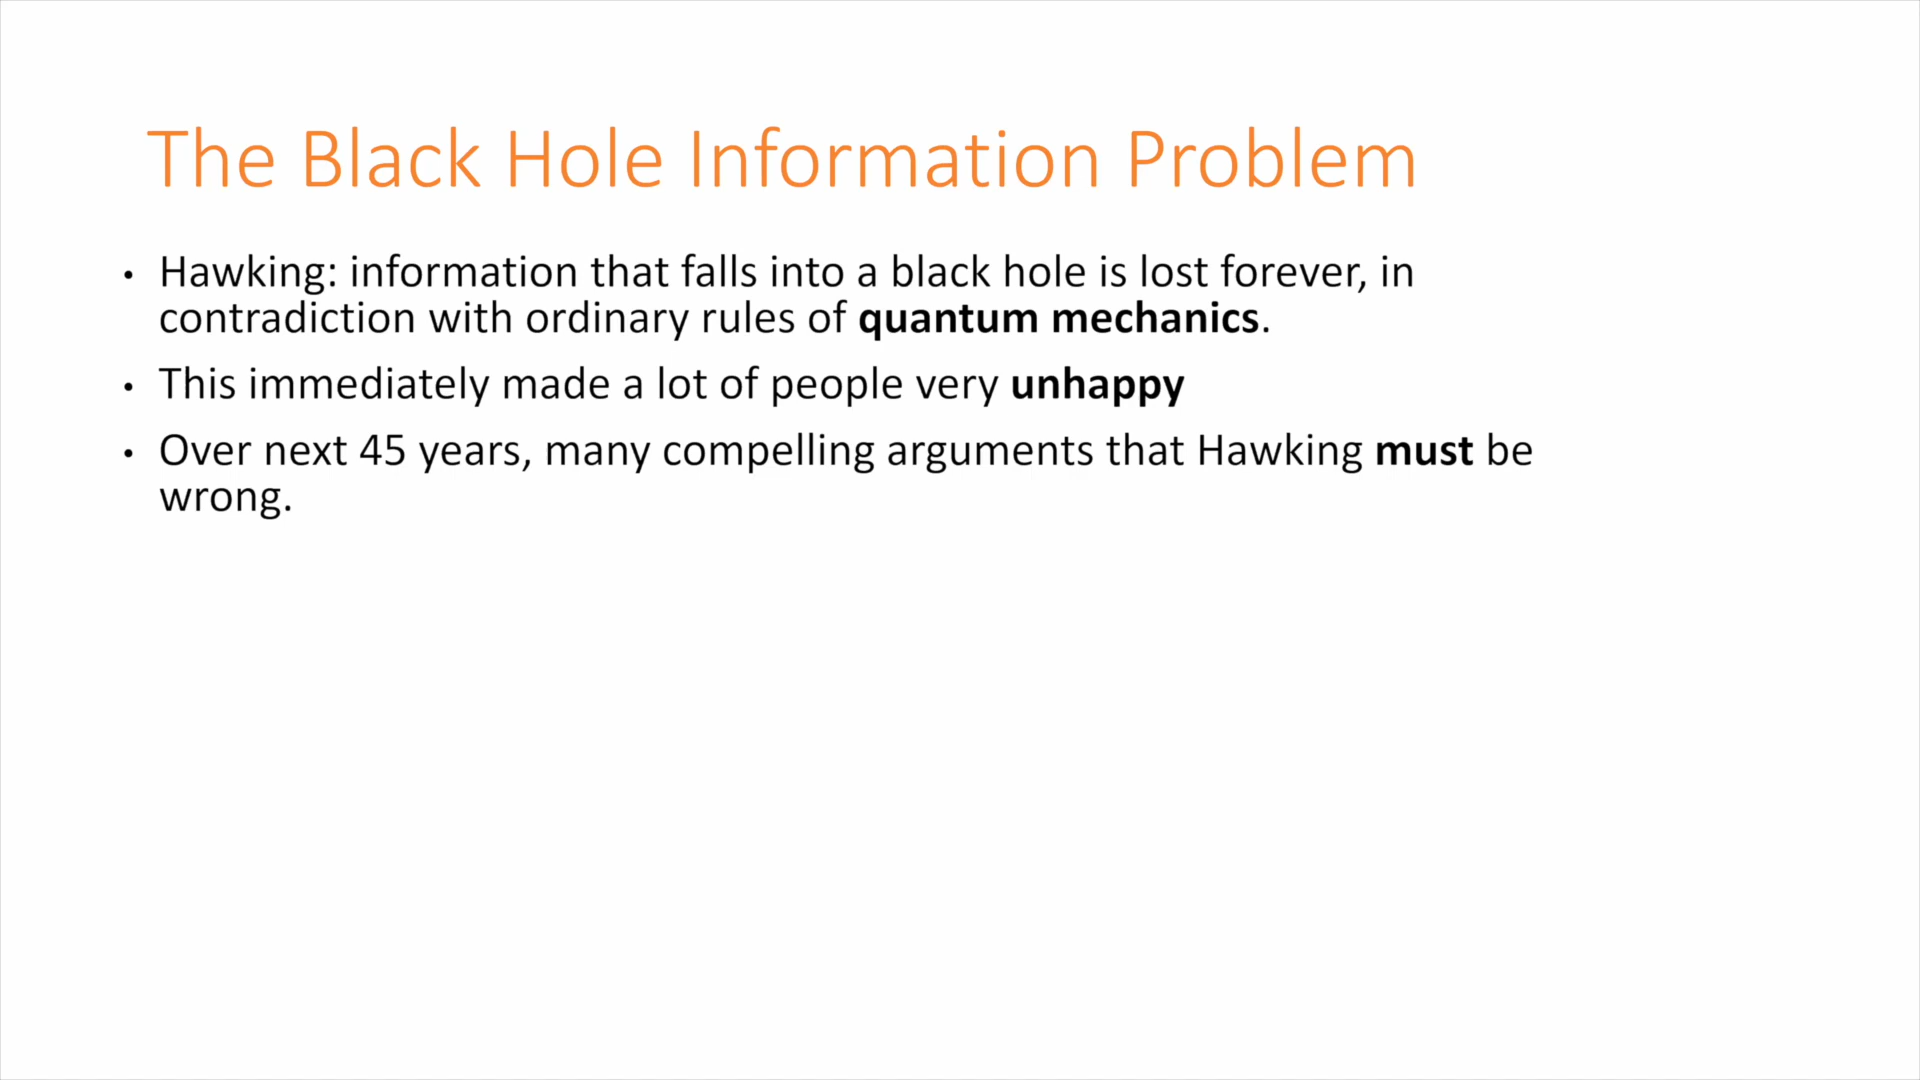 The Black Hole Information Problem
• Hawking: information that falls into a black hole is lost forever, in
contradiction with ordinary rules of quantum mechanics.
• This immediately made a lot of people very unhappy
• Over next 45 years, many compelling arguments that Hawking must be
wrong.